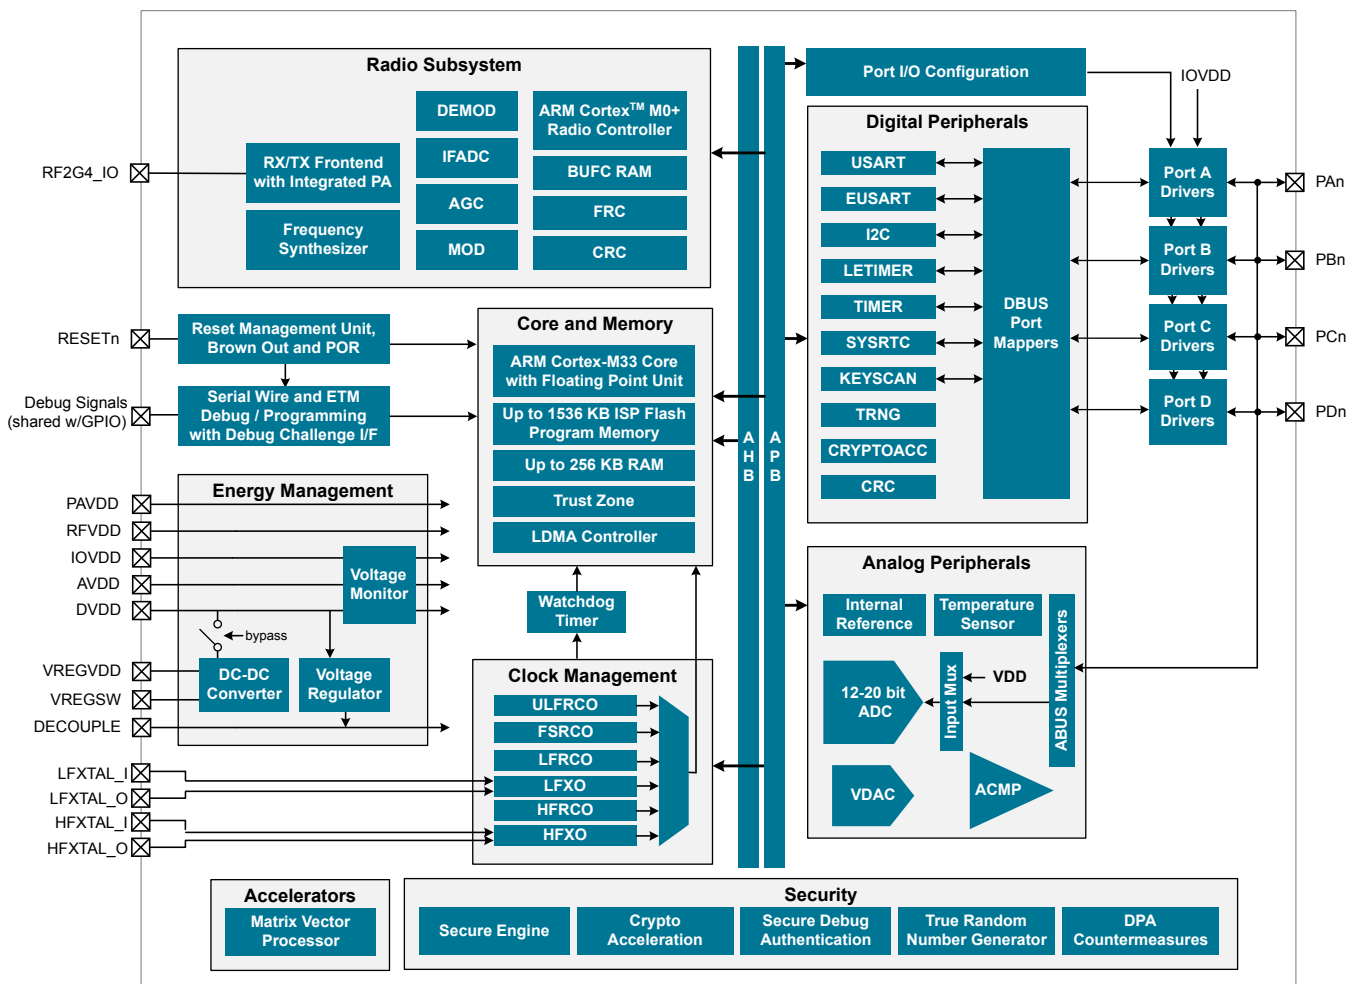 Radio Subsystem
RX/TX Frontend
with Integrated PA
Frequency
Synthesizer
DEMOD
IFADC
AGC
MOD
ARM Cortex™ M0+
Radio Controller
BUFC RAM
FRC
CRC
RF2G4_IO
RESETn
Reset Management Unit,
Brown Out and POR
Debug Signals
(shared w/GPIO)
Serial Wire and ETM
Debug / Programming
with Debug Challenge I/F
Core and Memory
ARM Cortex-M33 Core
with Floating Point Unit
Up to 1536 KB ISP Flash
Program Memory
Up to 256 KB RAM
Trust Zone
LDMA Controller
Energy Management
PAVDD
RFVDD
IOVDD
AVDD
DVDD
VREGVDD
VREGSW
DECOUPLE
Voltage
Monitor
bypass
DC-DC
Converter
Voltage
Regulator
Watchdog
Timer
Clock Management
ULFRCO
FSRCO
LFRCO
LFXO
HFRCO
HFXO
LFXTAL_I
LFXTAL_O
HFXTAL_I
HFXTAL_O
A
H
B
A
P
B
Port I/O Configuration
IOVDD
Digital Peripherals
USART
EUSART
I2C
LETIMER
TIMER
SYSRTC
KEYSCAN
TRNG
CRYPTOACC
CRC
DBUS
Port
Mappers
Port A
Drivers
Port B
Drivers
Port C
Drivers
Port D
Drivers
PAn
PBn
PCn
PDn
Analog Peripherals
Internal
Reference
Temperature
Sensor
12-20 bit
ADC
Input Mux
VDD
ABUS Multiplexers
VDAC
ACMP
Accelerators
Matrix Vector
Processor
Security
Secure Engine
Crypto
Acceleration
Secure Debug
Authentication
True Random
Number Generator
DPA
Countermeasures